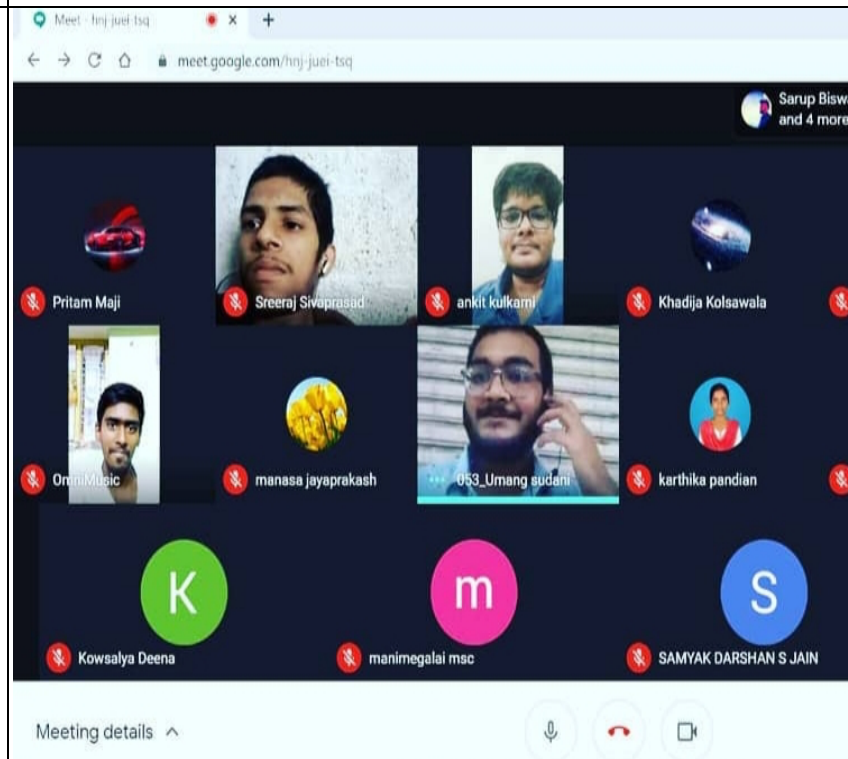 Meet - hnj-juei-tsq
meet.google.com/hnj-juei-tsq
Sarup Bisw
and 4 more
Pritam Maji
Sreeraj Sivaprasad
ankit kulkarni
Khadija Kolsawala
OmniMusic
manasa jayaprakash
053_Umang sudani
karthika pandian
K
m
S
Kowsalya Deena
manimegalai msc
SAMYAK DARSHAN S JAIN
Meeting details